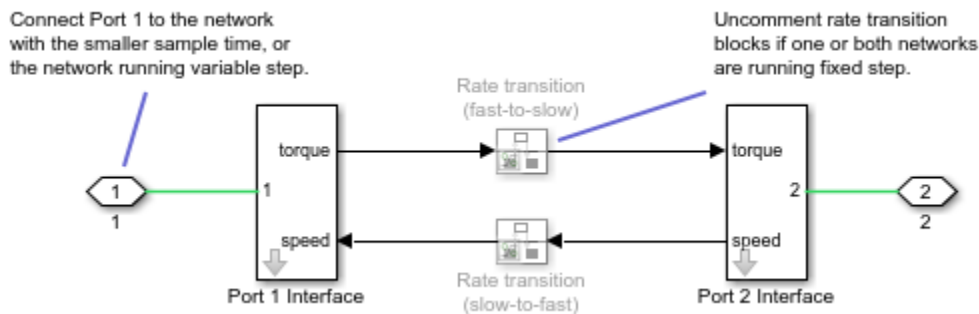 Connect Port 1 to the network
with the smaller sample time, or
the network running variable step.
Uncomment rate transition
blocks if one or both networks
are running fixed step.
Rate transition
(fast-to-slow)
torque
torque
1
1
1
2
2
2
speed
speed
Port 1 Interface
Rate transition
(slow-to-fast)
Port 2 Interface